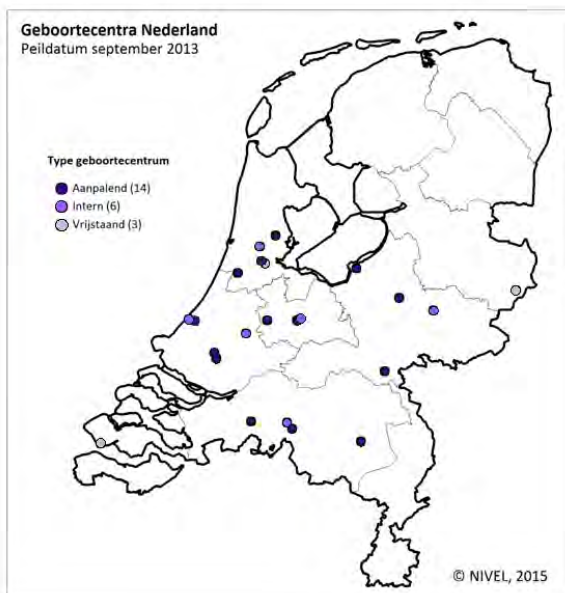 Geboortecentra Nederland
Peildatum september 2013
Type geboortecentrum
Aanpalend (14)
Intern (6)
Vrijstaand (3)
© NIVEL, 2015